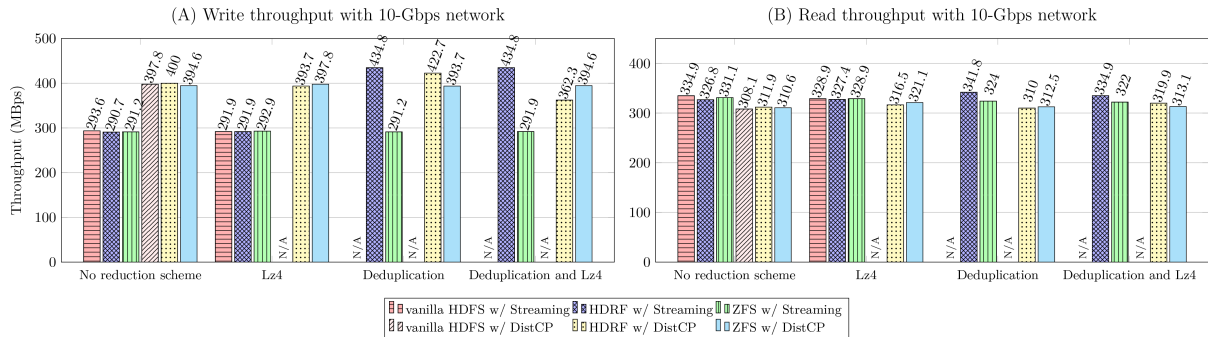 (A) Write throughput with 10-Gbps network
Throughput (MBps)
500
400
300
200
100
0
293.6
290.7
291.2
397.8
400
394.6
291.9
291.9
292.9
N/A
393.7
397.8
N/A
434.8
291.2
N/A
422.7
393.7
N/A
434.8
291.9
N/A
362.3
394.6
No reduction scheme
Lz4
Deduplication
Deduplication and Lz4
(B) Read throughput with 10-Gbps network
400
300
200
100
0
334.9
326.8
331.1
308.1
311.9
310.6
328.9
327.4
328.9
N/A
316.5
321.1
N/A
341.8
324
N/A
310
312.5
N/A
334.9
322
N/A
319.9
313.1
No reduction scheme
Lz4
Deduplication
Deduplication and Lz4
vanilla HDFS w/ Streaming HDRF w/ Streaming ZFS w/ Streaming
vanilla HDFS w/ DistCP HDRF w/ DistCP ZFS w/ DistCP